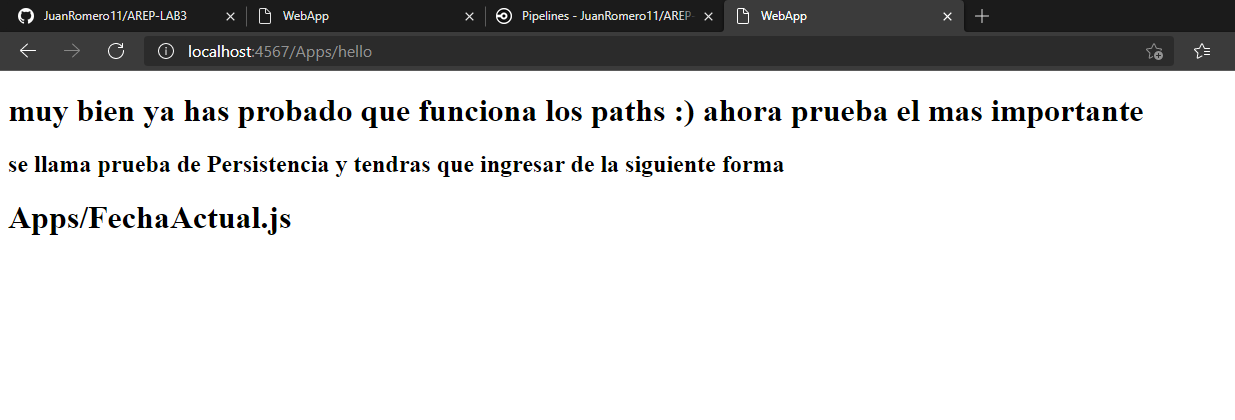 JuanRomero11/AREP-LAB3
WebApp
Pipelines - JuanRomero11/AREP-
WebApp
localhost:4567/Apps/hello
muy bien ya has probado que funciona los paths :) ahora prueba el mas importante
se llama prueba de Persistencia y tendras que ingresar de la siguiente forma
Apps/FechaActual.js